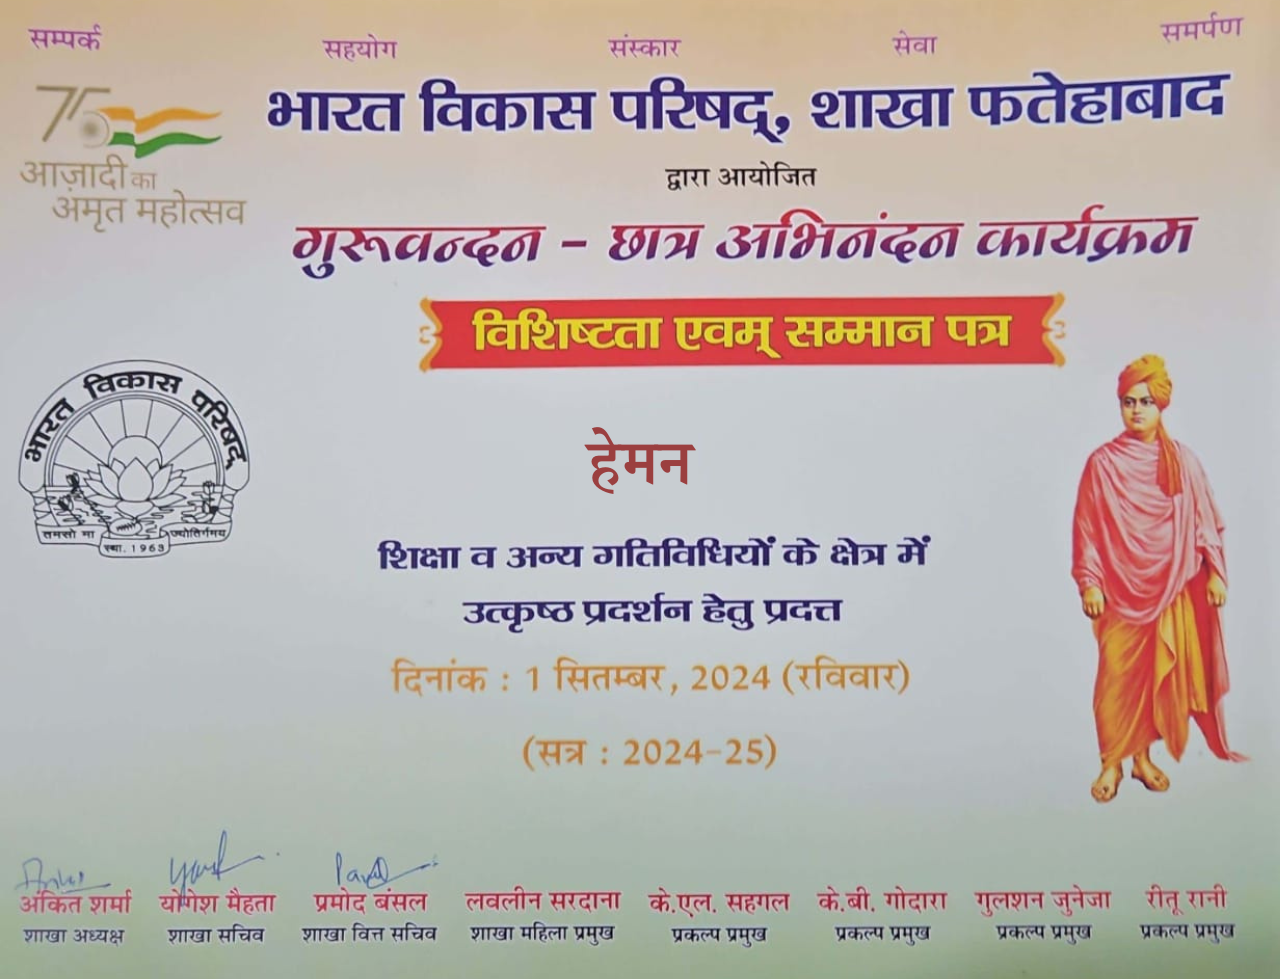 सम्पर्क सहयोग संस्कार सेवा समर्पण
भारत विकास परिषद्, शाखा फतेहाबाद
75
आज़ादी का
अमृत महोत्सव
द्वारा आयोजित
गुरूवन्दन - छात्र अभिनंदन कार्यक्रम
विशिष्टता एवम् सम्मान पत्र
भारत विकास परिषद्
तमसो मा ज्योतिर्गमय
स्था. 1963
हेमन
शिक्षा व अन्य गतिविधियों के क्षेत्र में
उत्कृष्ठ प्रदर्शन हेतु प्रदत्त
दिनांक : 1 सितम्बर, 2024 (रविवार)
(सत्र : 2024-25)
अंकित शर्मा योगेश मैहता प्रमोद बंसल लवलीन सरदाना के.एल. सहगल के.बी. गोदारा गुलशन जुनेजा रीतू रानी
शाखा अध्यक्ष शाखा सचिव शाखा वित्त सचिव शाखा महिला प्रमुख प्रकल्प प्रमुख प्रकल्प प्रमुख प्रकल्प प्रमुख प्रकल्प प्रमुख